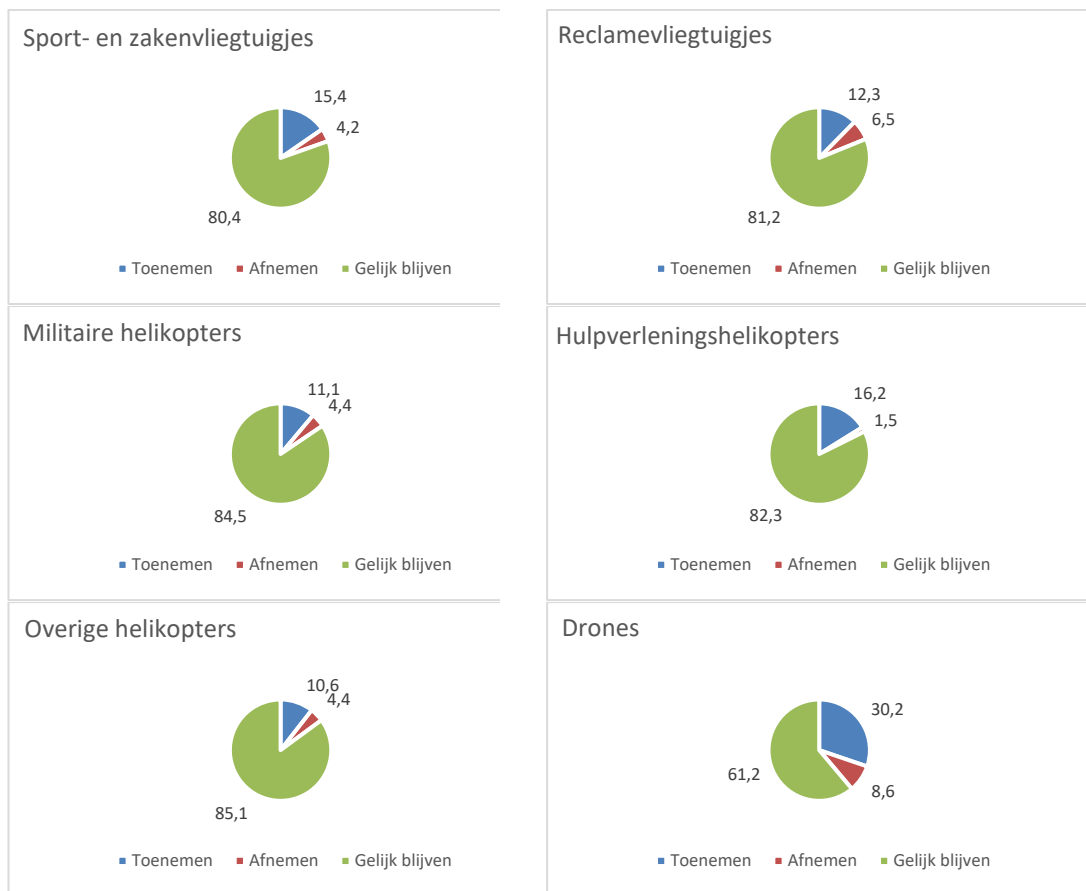 Sport- en zakenvliegtuigjes
15,4
4,2
80,4
Toenemen Afnemen Gelijk blijven
Reclamevliegtuigjes
12,3
6,5
81,2
Toenemen Afnemen Gelijk blijven
Militaire helikopters
11,1
4,4
84,5
Toenemen Afnemen Gelijk blijven
Hulpverleningshelikopters
16,2
1,5
82,3
Toenemen Afnemen Gelijk blijven
Overige helikopters
10,6
4,4
85,1
Toenemen Afnemen Gelijk blijven
Drones
30,2
61,2
8,6
Toenemen Afnemen Gelijk blijven